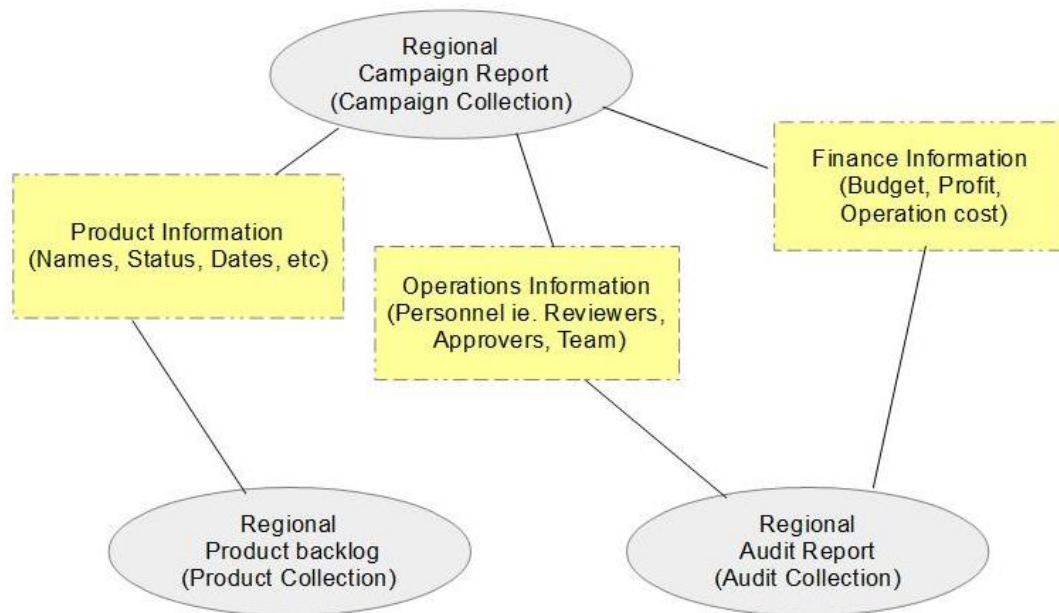 Regional
Campaign Report
(Campaign Collection)
Finance Information
(Budget, Profit,
Operation cost)
Product Information
(Names, Status, Dates, etc)
Operations Information
(Personnel ie. Reviewers,
Approvers, Team)
Regional
Product backlog
(Product Collection)
Regional
Audit Report
(Audit Collection)